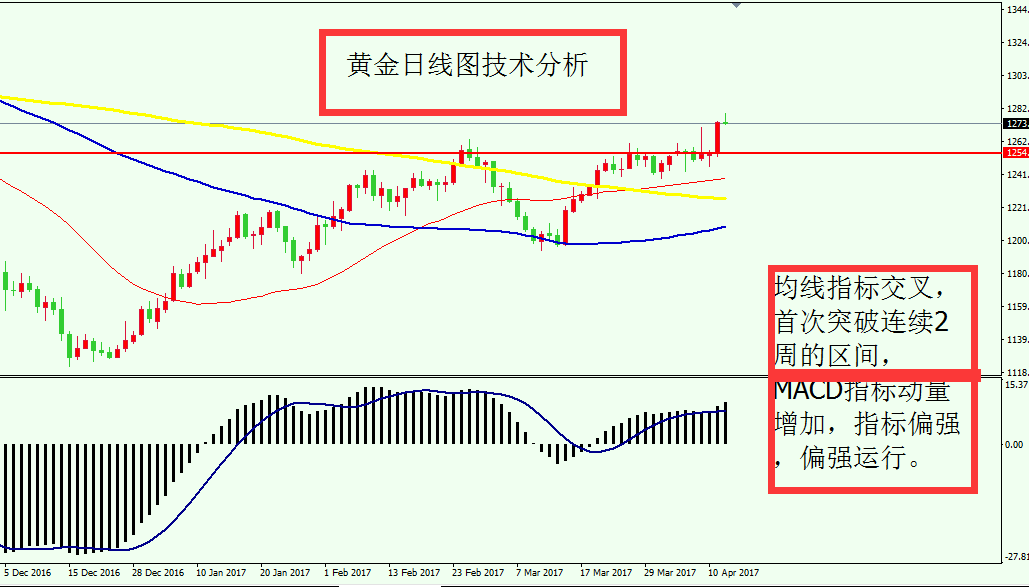 黄金日线图技术分析
1344.
1324.
1303.
1282.
1273.
1262.
1254.
1241.
1221.
1200.
1180.
1159.
1139.
1118.
均线指标交叉，
首次突破连续2
周的区间，
MACD指标动量
增加，指标偏强
，偏强运行。
15.37
0.00
-27.81
5 Dec 2016 15 Dec 2016 28 Dec 2016 10 Jan 2017 20 Jan 2017 1 Feb 2017 13 Feb 2017 23 Feb 2017 7 Mar 2017 17 Mar 2017 29 Mar 2017 10 Apr 2017